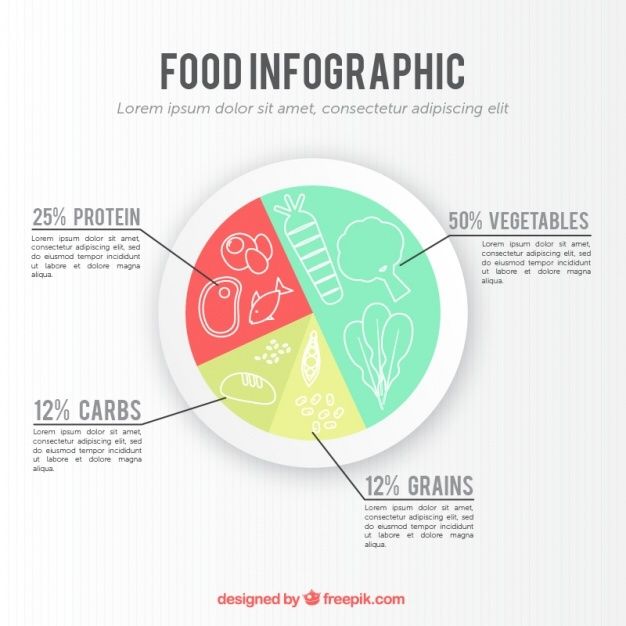 FOOD INFOGRAPHIC
Lorem ipsum dolor sit amet, consectetur adipiscing elit
25% PROTEIN
Lorem ipsum dolor sit amet,
consectetur adipiscing elit, sed
do eiusmod tempor incididunt
ut labore et dolore magna
aliqua.
50% VEGETABLES
Lorem ipsum dolor sit amet,
consectetur adipiscing elit, sed
do eiusmod tempor incididunt
ut labore et dolore magna
aliqua.
12% CARBS
Lorem ipsum dolor sit amet,
consectetur adipiscing elit, sed
do eiusmod tempor incididunt
ut labore et dolore magna
aliqua.
12% GRAINS
Lorem ipsum dolor sit amet,
consectetur adipiscing elit, sed
do eiusmod tempor incididunt
ut labore et dolore magna
aliqua.
designed by freepik.com